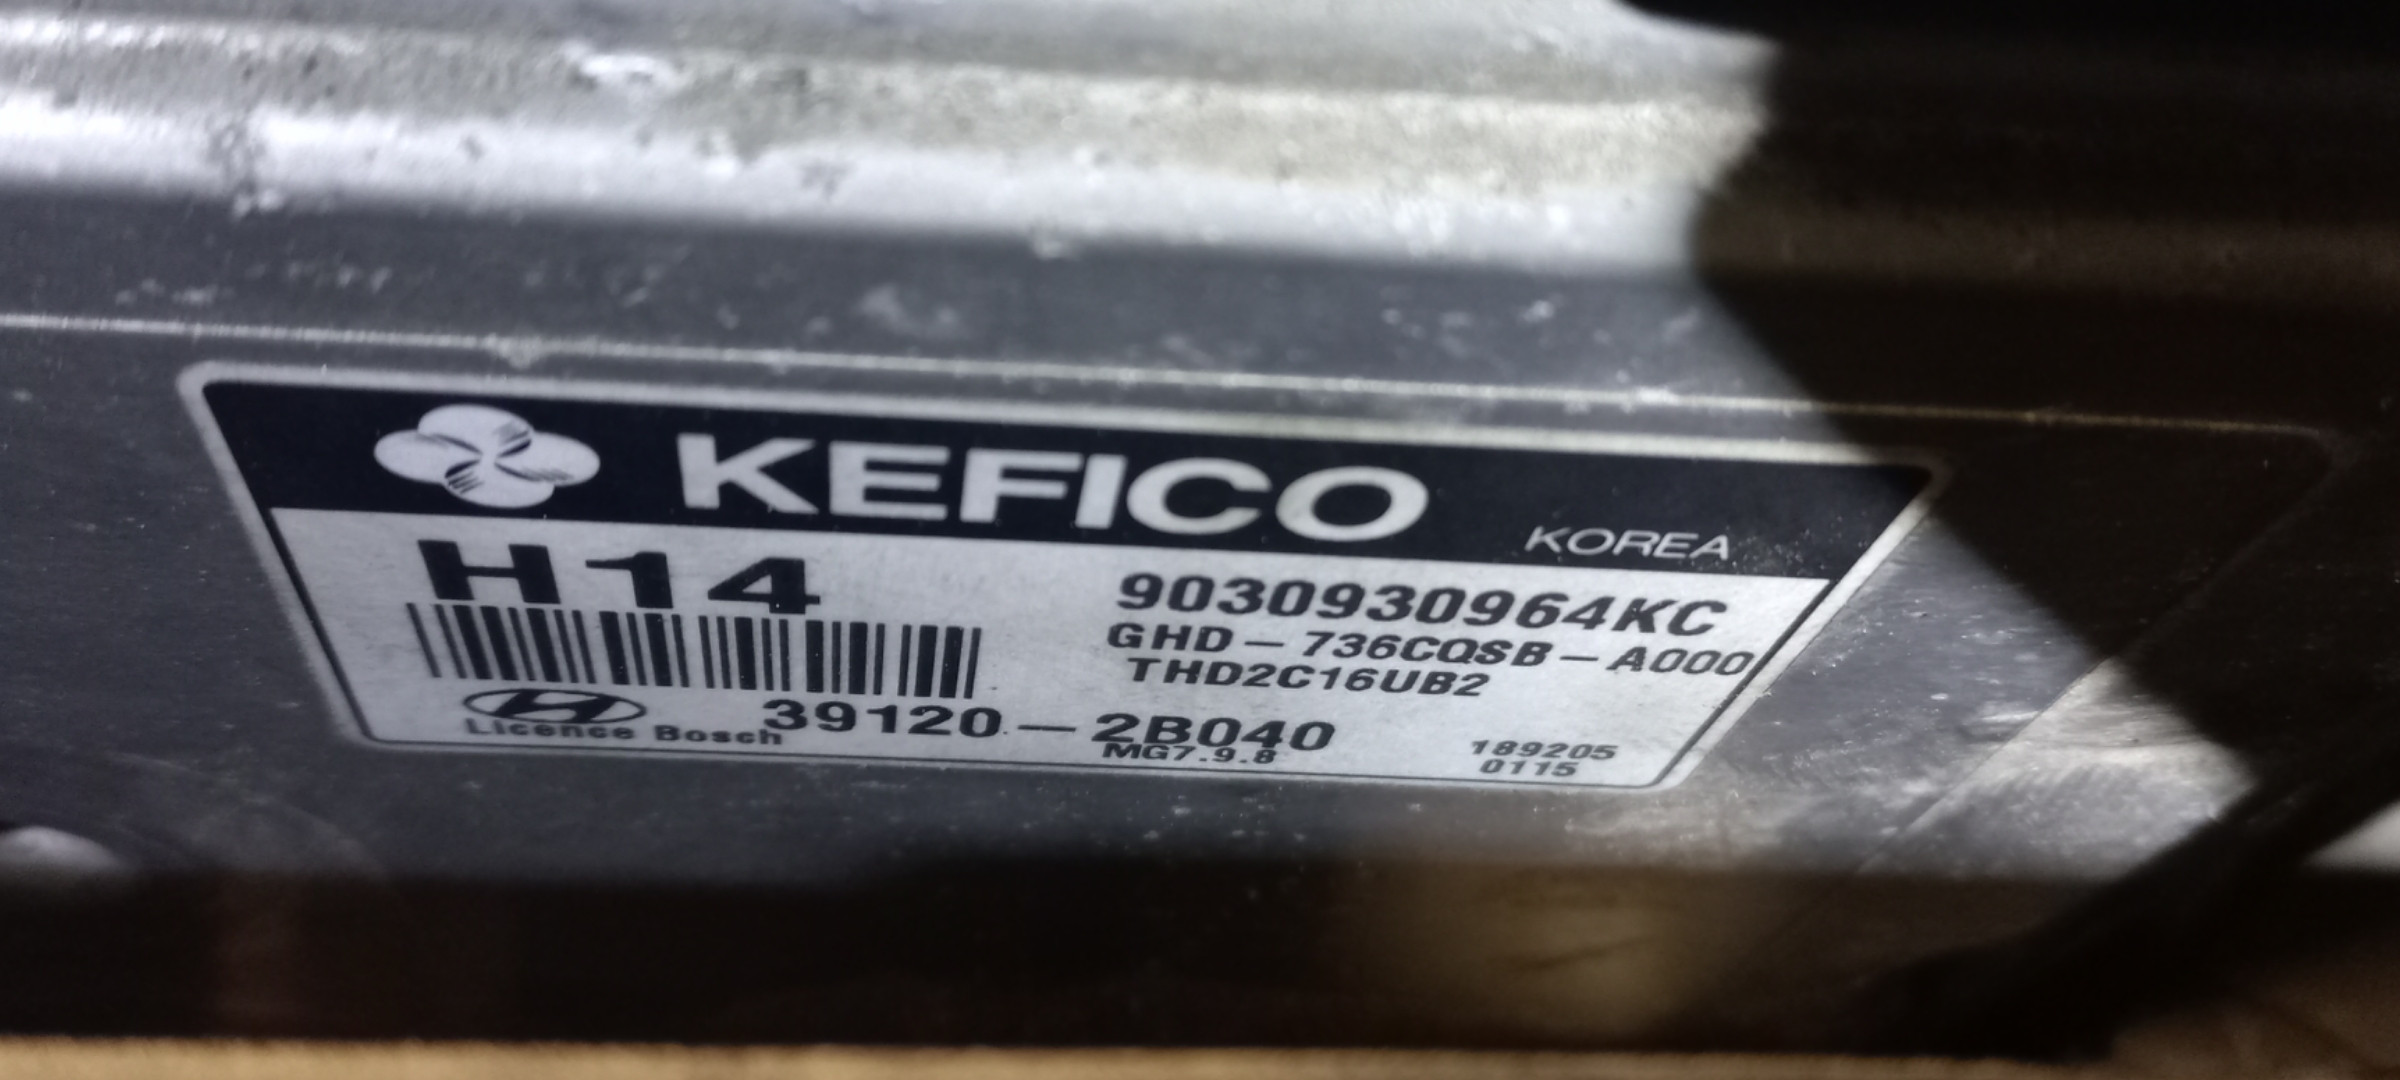 KEFICO KOREA
H14
9030930964KC
GHD-736CQSB-A000
THD2C16UB2
39120-2B040
Licence Bosch
MG7.9.8
189205
0115